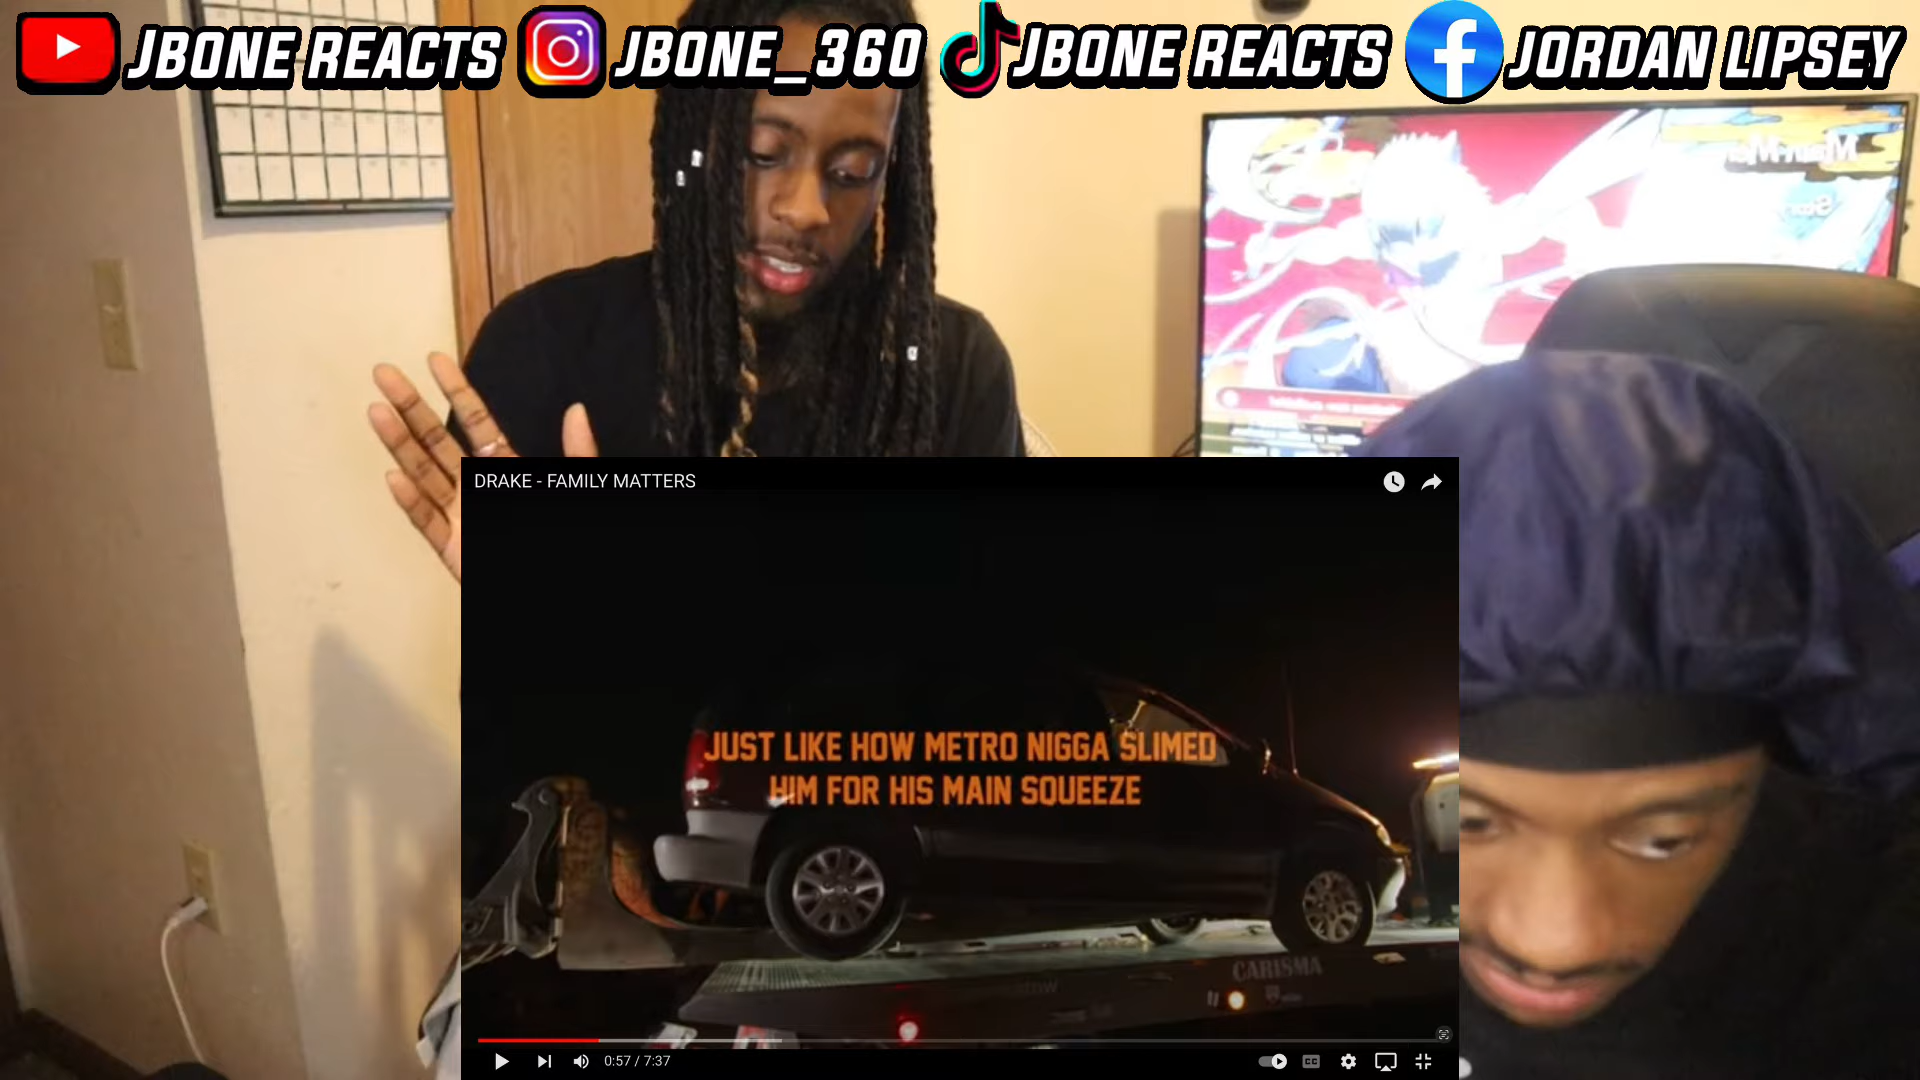 JBONE REACTS JBONE_360 JBONE REACTS JORDAN LIPSEY
DRAKE - FAMILY MATTERS
JUST LIKE HOW METRO NIGGA SLIMED
HIM FOR HIS MAIN SQUEEZE
CARISMA
0:57 / 7:37
CC